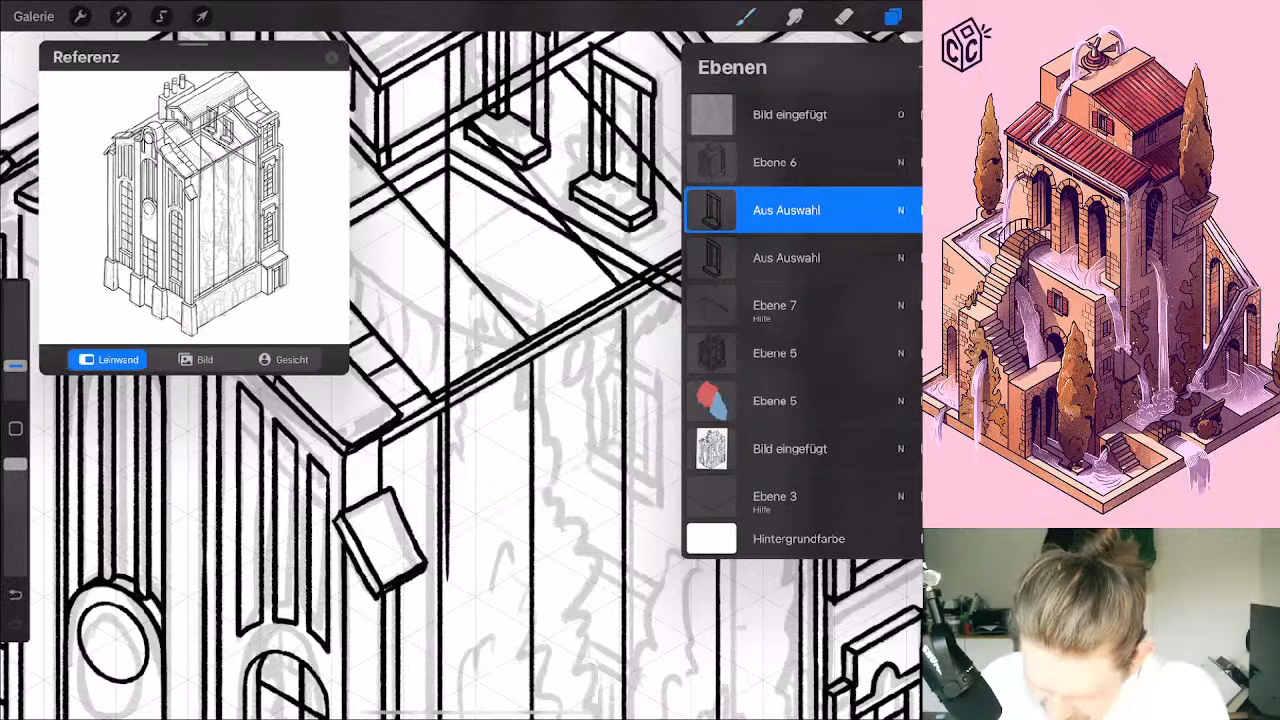 Galerie
Referenz
Leinwand
Bild
Gesicht
Ebenen
Bild eingefügt O
Ebene 6 N
Aus Auswahl N
Aus Auswahl N
Ebene 7 N
Hilfe
Ebene 5 N
Ebene 5 N
Bild eingefügt N
Ebene 3 N
Hilfe
Hintergrundfarbe
CC